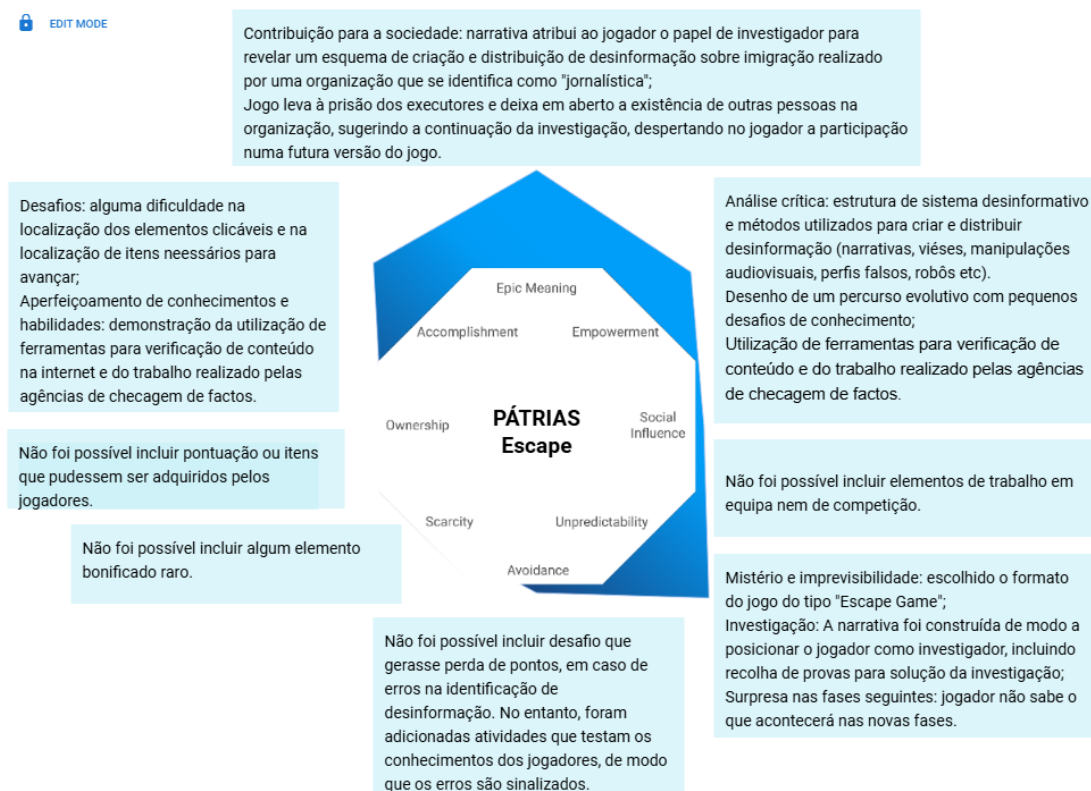 EDIT MODE
Contribuição para a sociedade: narrativa atribui ao jogador o papel de investigador para
revelar um esquema de criação e distribuição de desinformação sobre imigração realizado
por uma organização que se identifica como "jornalística";
Jogo leva à prisão dos executores e deixa em aberto a existência de outras pessoas na
organização, sugerindo a continuação da investigação, despertando no jogador a participação
numa futura versão do jogo.
Desafios: alguma dificuldade na
localização dos elementos clicáveis e na
localização de itens neessários para
avançar;
Aperfeiçoamento de conhecimentos e
habilidades: demonstração da utilização de
ferramentas para verificação de conteúdo
na internet e do trabalho realizado pelas
agências de checagem de factos.
Análise crítica: estrutura de sistema desinformativo
e métodos utilizados para criar e distribuir
desinformação (narrativas, viéses, manipulações
audiovisuais, perfis falsos, robôs etc).
Desenho de um percurso evolutivo com pequenos
desafios de conhecimento;
Utilização de ferramentas para verificação de
conteúdo e do trabalho realizado pelas agências
de checagem de factos.
Epic Meaning
Accomplishment
Empowerment
Ownership
PÁTRIAS
Escape
Social
Influence
Scarcity
Unpredictability
Avoidance
Não foi possível incluir pontuação ou itens
que pudessem ser adquiridos pelos
jogadores.
Não foi possível incluir elementos de trabalho em
equipa nem de competição.
Não foi possível incluir algum elemento
bonificado raro.
Mistério e imprevisibilidade: escolhido o formato
do jogo do tipo "Escape Game";
Investigação: A narrativa foi construída de modo a
posicionar o jogador como investigador, incluindo
recolha de provas para solução da investigação;
Surpresa nas fases seguintes: jogador não sabe o
que acontecerá nas novas fases.
Não foi possível incluir desafio que
gerasse perda de pontos, em caso de
erros na identificação de
desinformação. No entanto, foram
adicionadas atividades que testam os
conhecimentos dos jogadores, de modo
que os erros são sinalizados.